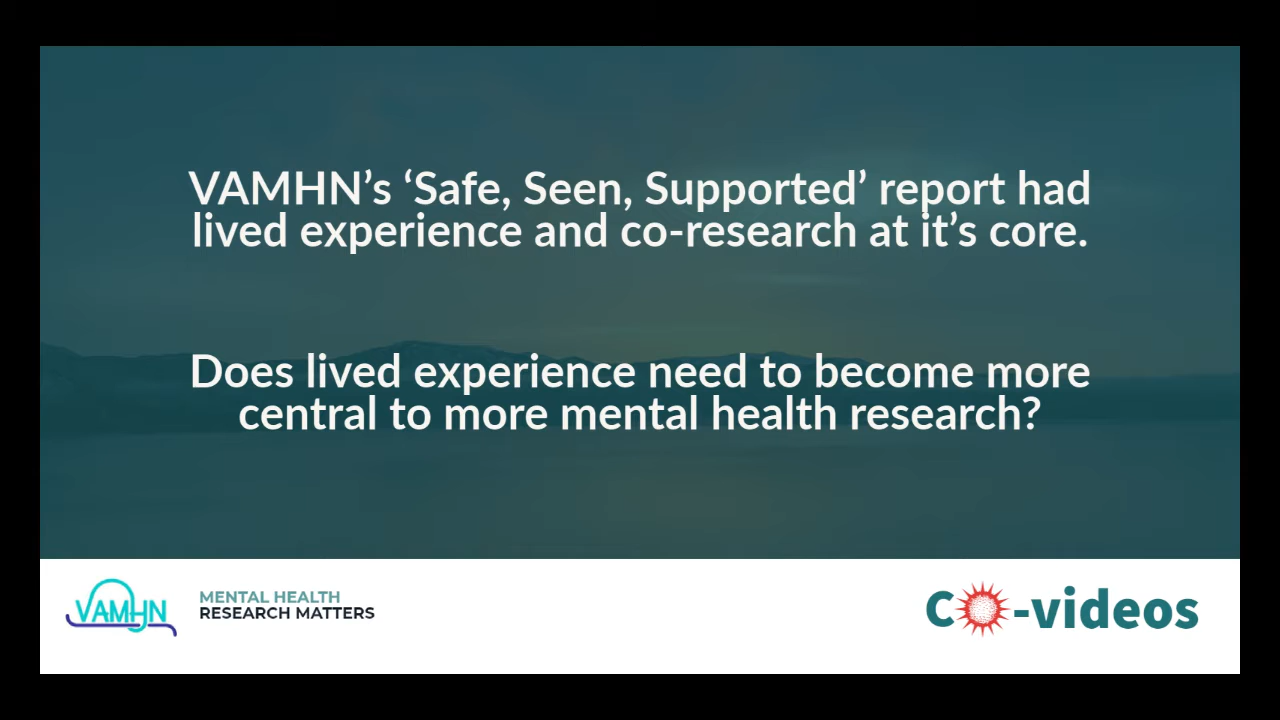 VAMHN’s ‘Safe, Seen, Supported’ report had
lived experience and co-research at it’s core.
Does lived experience need to become more
central to more mental health research?
VAMHN
MENTAL HEALTH
RESEARCH MATTERS
CO-videos